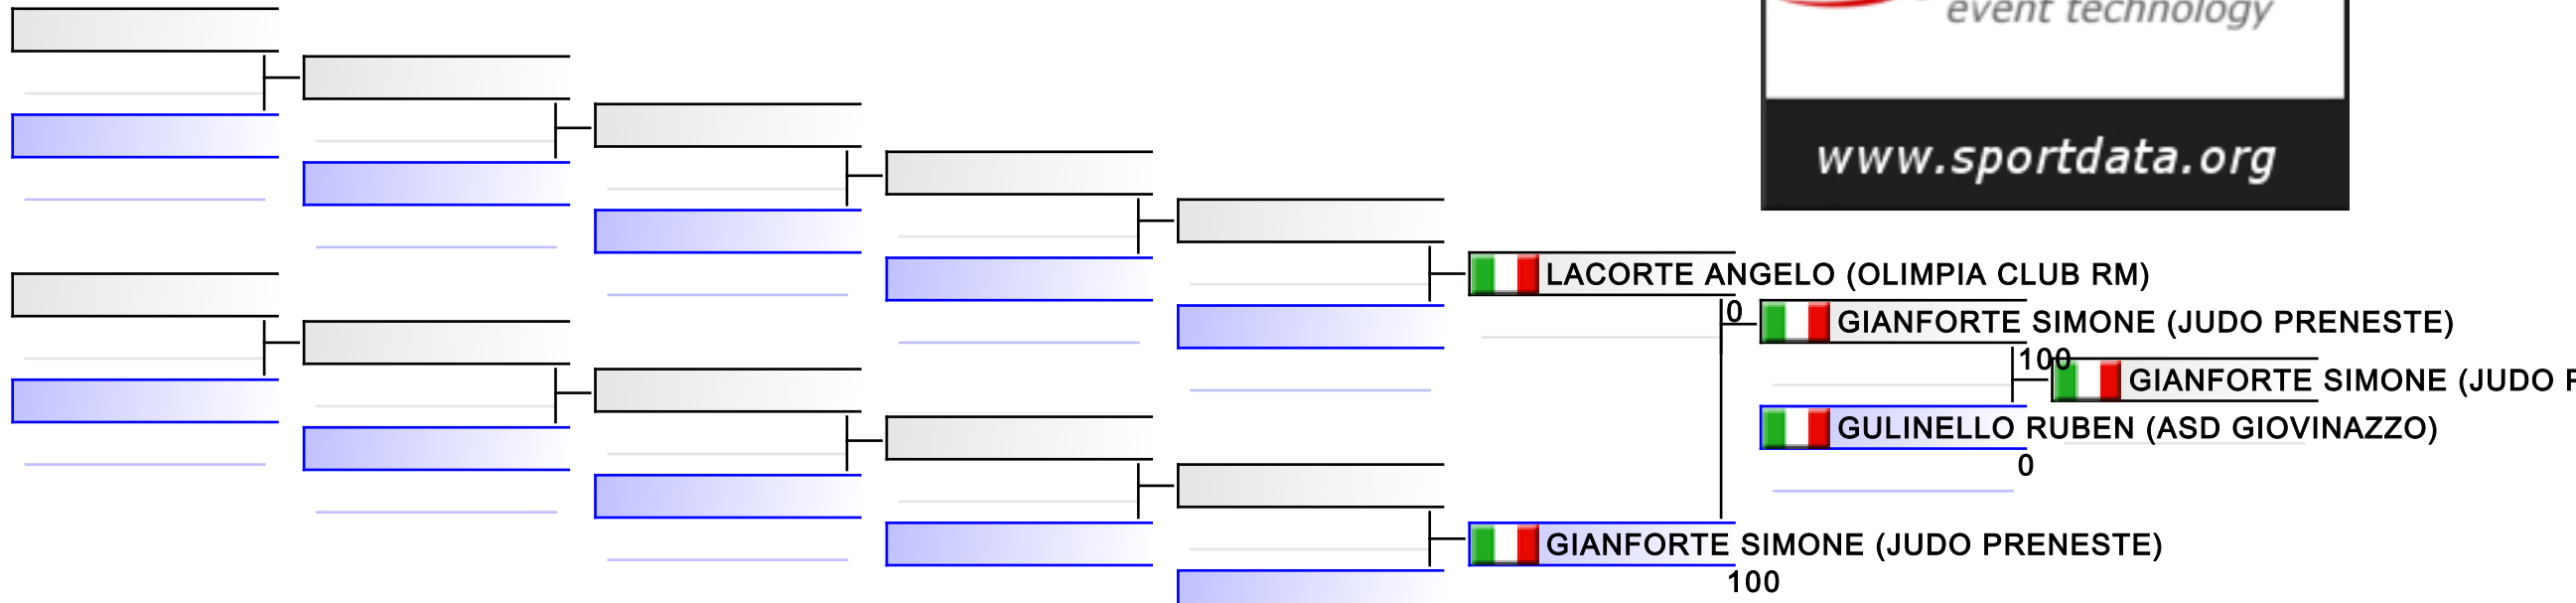 event technology
www.sportdata.org
LACORTE ANGELO (OLIMPIA CLUB RM)
0
GIANFORTE SIMONE (JUDO PRENESTE)
100
GIANFORTE SIMONE (JUDO
GULINELLO RUBEN (ASD GIOVINAZZO)
0
GIANFORTE SIMONE (JUDO PRENESTE)
100